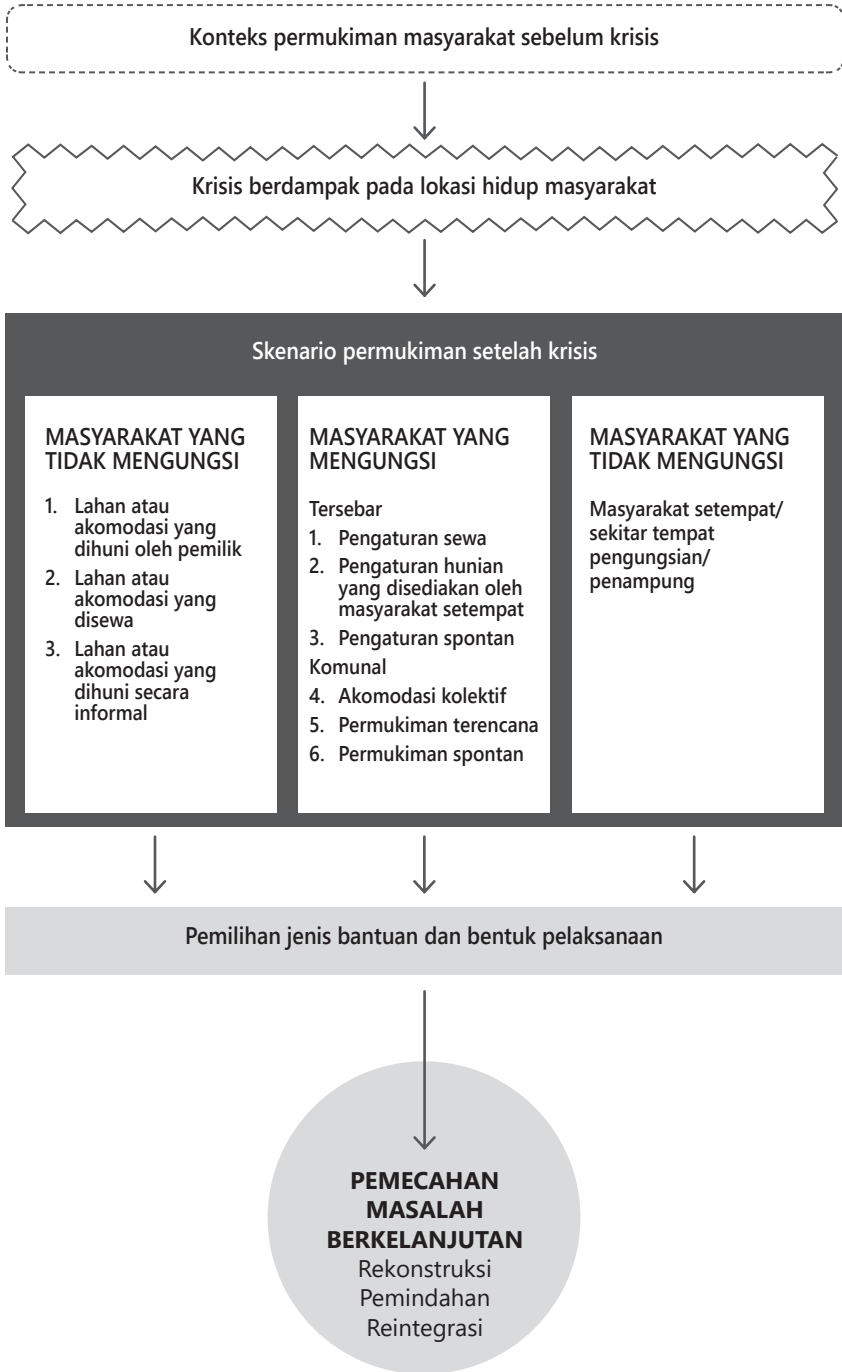 Konteks permukiman masyarakat sebelum krisis
Krisis berdampak pada lokasi hidup masyarakat
Skenario permukiman setelah krisis
MASYARAKAT YANG
TIDAK MENGUNGSI
1. Lahan atau
akomodasi yang
dihuni oleh pemilik
2. Lahan atau
akomodasi yang
disewa
3. Lahan atau
akomodasi yang
dihuni secara
informal
MASYARAKAT YANG
MENGUNGSI
Tersebar
1. Pengaturan sewa
2. Pengaturan hunian
yang disediakan oleh
masyarakat setempat
3. Pengaturan spontan
Komunal
4. Akomodasi kolektif
5. Permukiman terencana
6. Permukiman spontan
MASYARAKAT YANG
TIDAK MENGUNGSI
Masyarakat setempat/
sekitar tempat
pengungsian/
penampung
Pemilihan jenis bantuan dan bentuk pelaksanaan
PEMECAHAN
MASALAH
BERKELANJUTAN
Rekonstruksi
Pemindahan
Reintegrasi